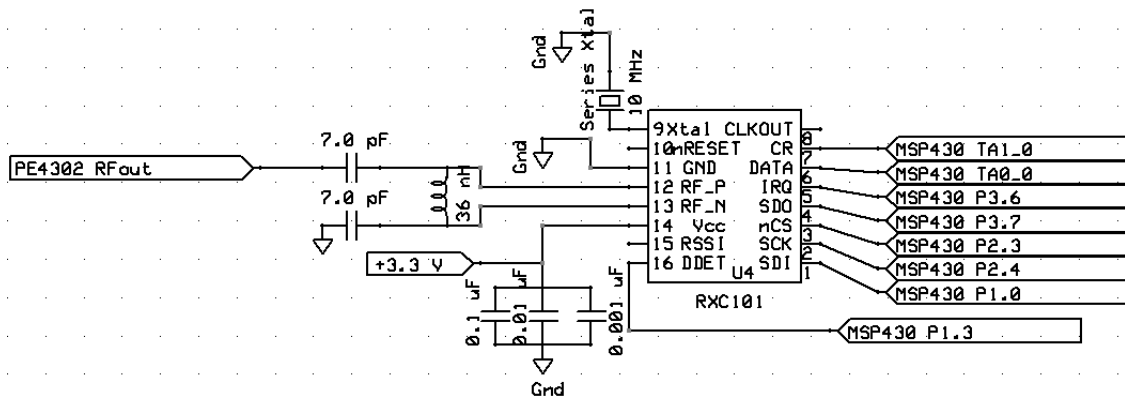 Gnd
Series Xtal
10 MHz
7.0 pF
PE4302 RFout
7.0 pF
36 nH
Gnd
9 Xtal CLKOUT 8
10 nRESET CR 7
11 GND DATA 6
12 RF_P IRQ 5
13 RF_N SDO 4
14 Vcc nCS 3
15 RSSI SCK 2
16 DDET SDI 1
U4
RXC101
MSP430 TA1_0
MSP430 TA0_0
MSP430 P3.6
MSP430 P3.7
MSP430 P2.3
MSP430 P2.4
MSP430 P1.0
MSP430 P1.3
+3.3 V
0.1 uF
0.01 uF
0.001 uF
Gnd